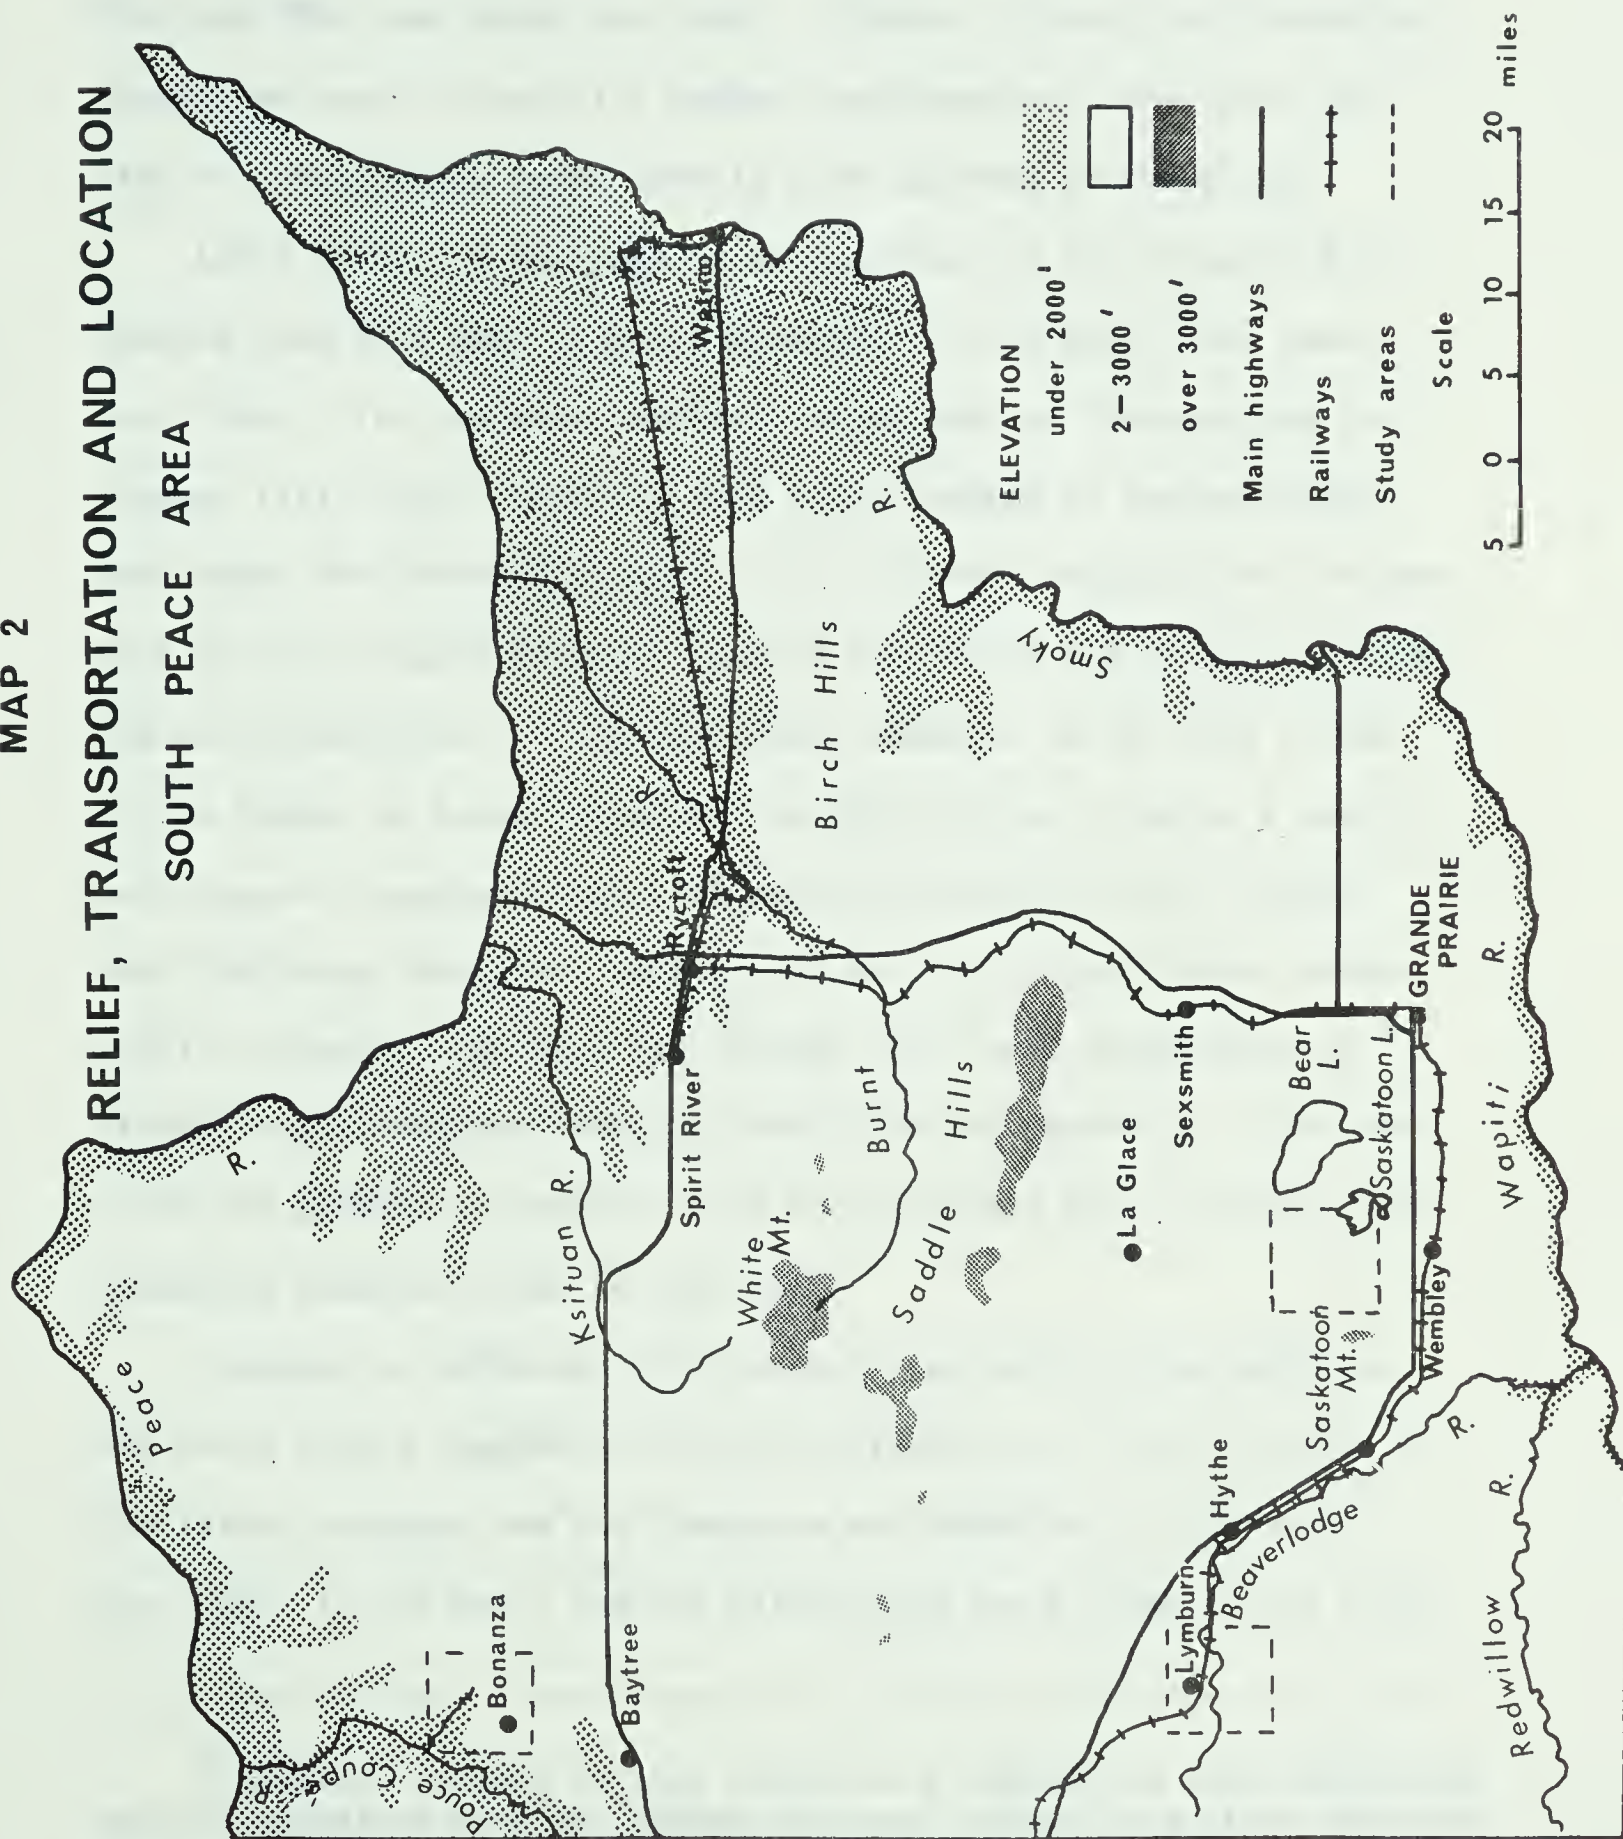 MAP 2
RELIEF, TRANSPORTATION AND LOCATION
SOUTH PEACE AREA
Peace
R.
Pouce Coupé
R.
Bonanza
Baytree
Ksituan R.
Spirit River
Rycroft
R.
Watino
White
Mt.
Burnt
Saddle
Hills
Birch Hills
Smoky
R.
La Glace
Sexsmith
Bear
L.
Saskatoon L.
GRANDE
PRAIRIE
Saskatoon
Mt.
Wembley
Hythe
Lymburn
Beaverlodge
R.
Redwillow
R.
Wapiti
R.
ELEVATION
under 2000'
2–3000'
over 3000'
Main highways
Railways
Study areas
Scale
5 0 5 10 15 20 miles